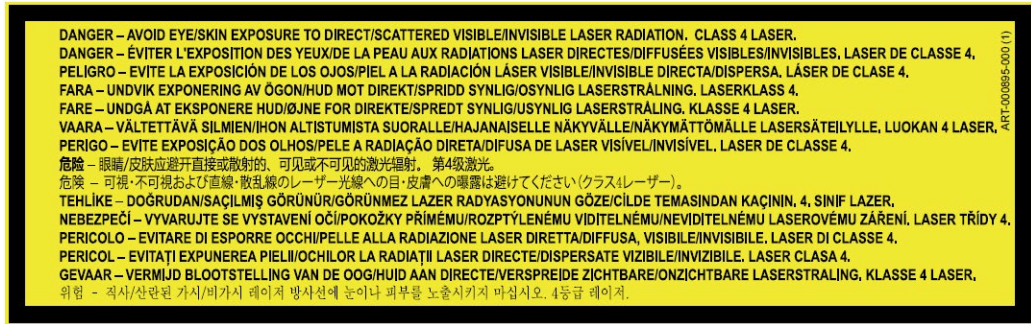 DANGER – AVOID EYE/SKIN EXPOSURE TO DIRECT/SCATTERED VISIBLE/INVISIBLE LASER RADIATION. CLASS 4 LASER.
DANGER – ÉVITER L'EXPOSITION DES YEUX/DE LA PEAU AUX RADIATIONS LASER DIRECTES/DIFFUSÉES VISIBLES/INVISIBLES. LASER DE CLASSE 4.
PELIGRO – EVITE LA EXPOSICIÓN DE LOS OJOS/PIEL A LA RADIACIÓN LÁSER VISIBLE/INVISIBLE DIRECTA/DISPERSA. LÁSER DE CLASE 4.
FARA – UNDVIK EXPONERING AV ÖGON/HUD MOT DIREKT/SPRIDD SYNLIG/OSYNLIG LASERSTRÅLNING. LASERKLASS 4.
FARE – UNDGÅ AT EKSPONERE HUD/ØJNE FOR DIREKTE/SPREDT SYNLIG/USYNLIG LASERSTRÅLING. KLASSE 4 LASER.
VAARA – VÄLTETTÄVÄ SILMIEN/IHON ALTISTUMISTA SUORALLE/HAJANAISELLE NÄKYVÄLLE/NÄKYMÄTTÖMÄLLE LASERSÄTEILYLLE. LUOKAN 4 LASER.
PERIGO – EVITE EXPOSIÇÃO DOS OLHOS/PELE A RADIAÇÃO DIRETA/DIFUSA DE LASER VISÍVEL/INVISÍVEL. LASER DE CLASSE 4.
危险 – 眼睛/皮肤应避开直接或散射的、可见或不可见的激光辐射。 第4级激光。
危険 – 可視・不可視および直線・散乱線のレーザー光線への目・皮膚への曝露は避けてください(クラス4レーザー)。
TEHLİKE – DOĞRUDAN/SAÇILMIŞ GÖRÜNÜR/GÖRÜNMEZ LAZER RADYASYONUNUN GÖZE/CİLDE TEMASINDAN KAÇININ. 4. SINIF LAZER.
NEBEZPEČÍ – VYVARUJTE SE VYSTAVENÍ OČÍ/POKOŽKY PŘÍMÉMU/ROZPTÝLENÉMU VIDITELNÉMU/NEVIDITELNÉMU LASEROVÉMU ZÁŘENÍ. LASER TŘÍDY 4.
PERICOLO – EVITARE DI ESPORRE OCCHI/PELLE ALLA RADIAZIONE LASER DIRETTA/DIFFUSA, VISIBILE/INVISIBILE. LASER DI CLASSE 4.
PERICOL – EVITAȚI EXPUNEREA PIELII/OCHILOR LA RADIAȚII LASER DIRECTE/DISPERSATE VIZIBILE/INVIZIBILE. LASER CLASA 4.
GEVAAR – VERMIJD BLOOTSTELLING VAN DE OOG/HUID AAN DIRECTE/VERSPREIDE ZICHTBARE/ONZICHTBARE LASERSTRALING. KLASSE 4 LASER.
위험 - 직사/산란된 가시/비가시 레이저 방사선에 눈이나 피부를 노출시키지 마십시오. 4등급 레이저.
ART-000895-000 (1)